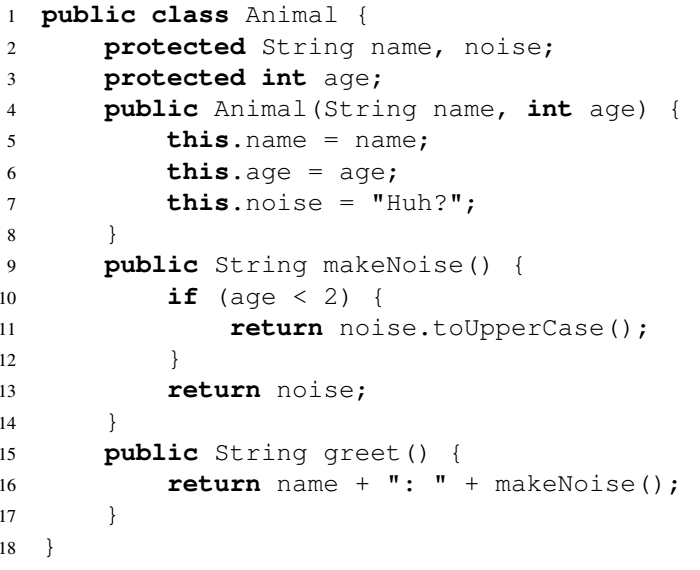 1 public class Animal {
2     protected String name, noise;
3     protected int age;
4     public Animal(String name, int age) {
5         this.name = name;
6         this.age = age;
7         this.noise = "Huh?";
8     }
9     public String makeNoise() {
10         if (age < 2) {
11             return noise.toUpperCase();
12         }
13         return noise;
14     }
15     public String greet() {
16         return name + ": " + makeNoise();
17     }
18 }